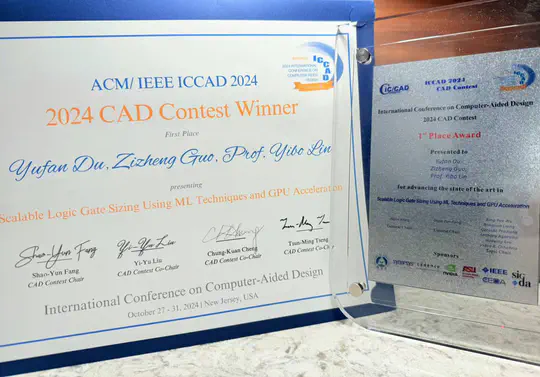 ACM/ IEEE ICCAD 2024
2024 CAD Contest Winner
First Place
Yufan Du, Zizheng Guo, Prof. Yibo Lin
presenting
Scalable Logic Gate Sizing Using ML Techniques and GPU Acceleration
Shao-Yun Fang
CAD Contest Chair
Yi-Yu Liu
CAD Contest Co-Chair
Chung-Kuan Cheng
CAD Contest Co-Chair
Tsun-Ming Tseng
CAD Contest Co-Chair
International Conference on Computer-Aided Design
October 27 - 31, 2024 | New Jersey, USA
ICCAD
ICCAD 2024
CAD Contest
International Conference on Computer-Aided Design
2024 CAD Contest
1st Place Award
Presented to
Yufan Du
Zizheng Guo
Prof. Yibo Lin
for advancing the state of the art in
Scalable Logic Gate Sizing Using ML Techniques and GPU Acceleration
Sponsors
cadence
NVIDIA
IEEE
CEDA
sigda